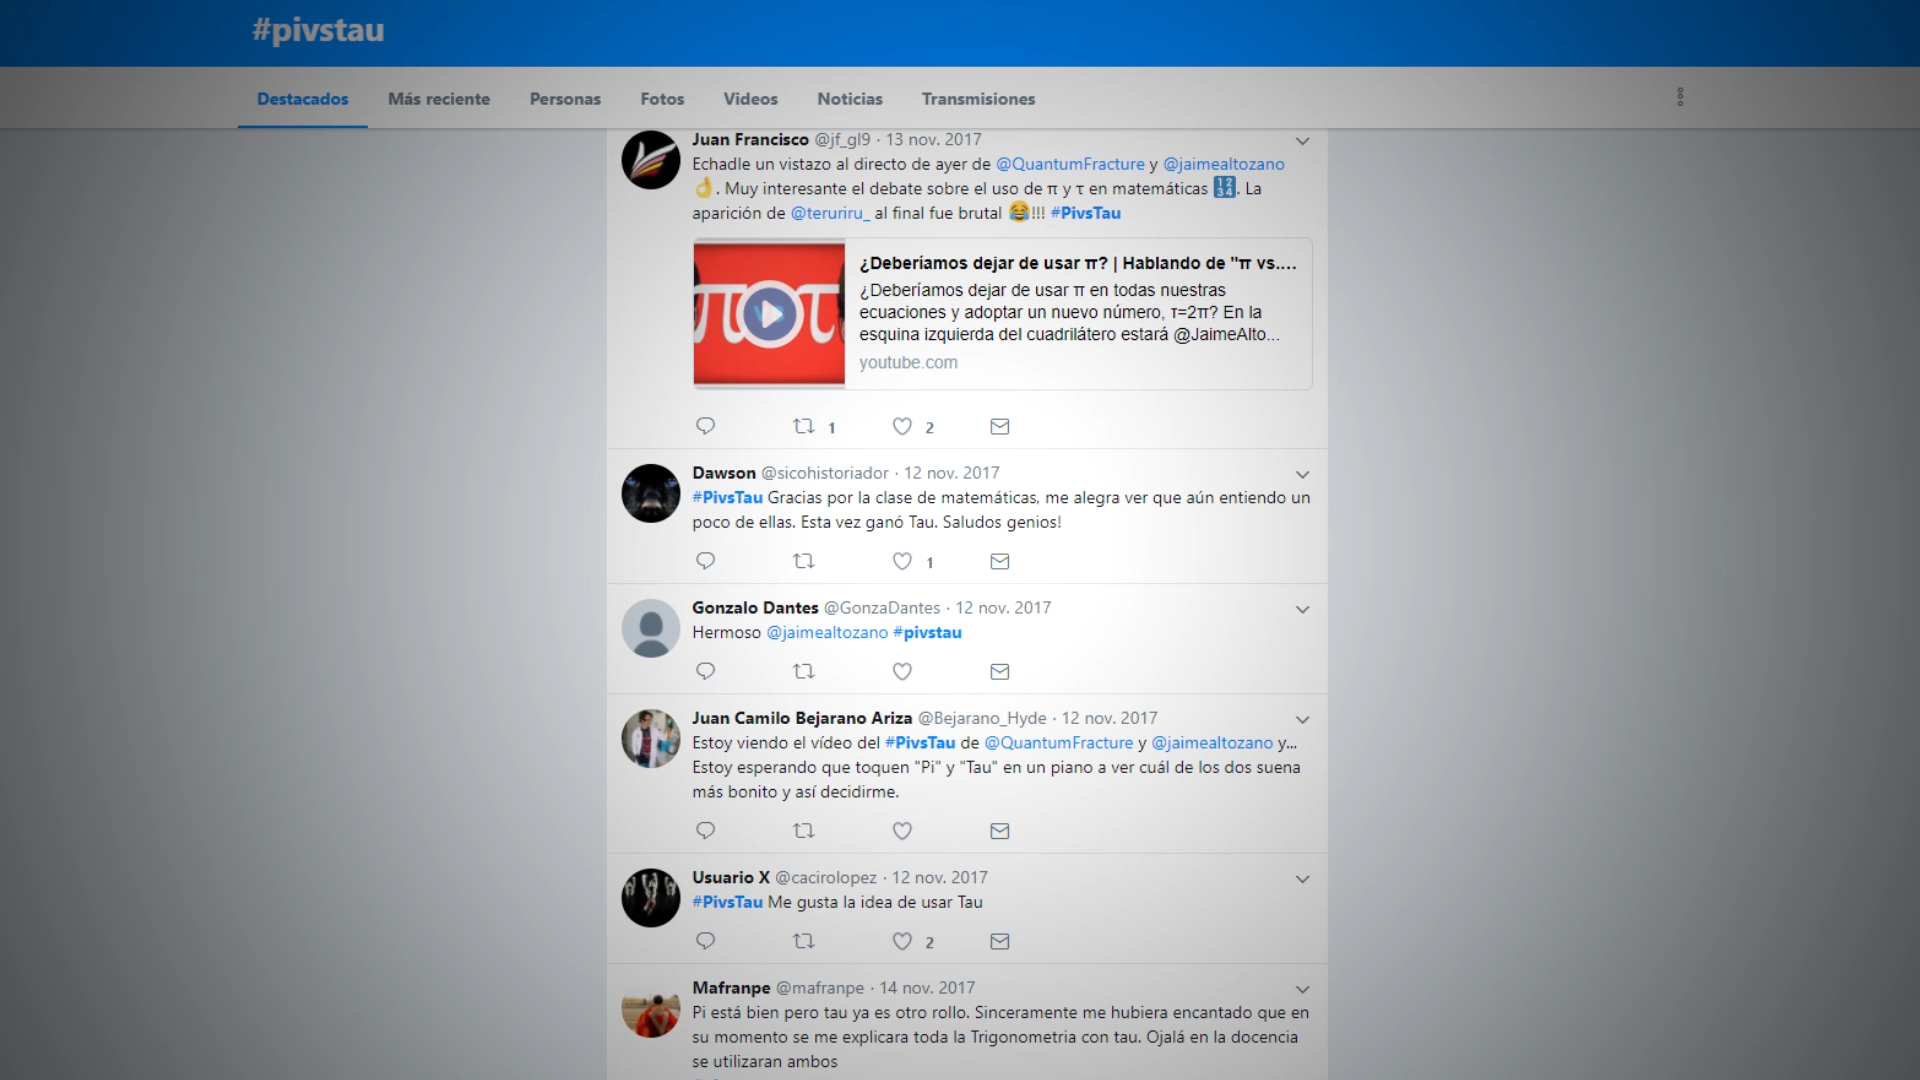 #pivstau
Destacados Más reciente Personas Fotos Videos Noticias Transmisiones
Juan Francisco @jf_gl9 · 13 nov. 2017
Echadle un vistazo al directo de ayer de @QuantumFracture y @jaimealtozano
👌. Muy interesante el debate sobre el uso de π y τ en matemáticas 🔢. La
aparición de @teruriru_ al final fue brutal 😂!!! #PivsTau
π VS τ
¿Deberíamos dejar de usar π? | Hablando de "π vs....
¿Deberíamos dejar de usar π en todas nuestras
ecuaciones y adoptar un nuevo número, τ=2π? En la
esquina izquierda del cuadrilátero estará @JaimeAlto...
youtube.com
1 2
Dawson @sicohistoriador · 12 nov. 2017
#PivsTau Gracias por la clase de matemáticas, me alegra ver que aún entiendo un
poco de ellas. Esta vez ganó Tau. Saludos genios!
1
Gonzalo Dantes @GonzaDantes · 12 nov. 2017
Hermoso @jaimealtozano #pivstau
Juan Camilo Bejarano Ariza @Bejarano_Hyde · 12 nov. 2017
Estoy viendo el vídeo del #PivsTau de @QuantumFracture y @jaimealtozano y...
Estoy esperando que toquen "Pi" y "Tau" en un piano a ver cuál de los dos suena
más bonito y así decidirme.
Usuario X @cacirolopez · 12 nov. 2017
#PivsTau Me gusta la idea de usar Tau
2
Mafranpe @mafranpe · 14 nov. 2017
Pi está bien pero tau ya es otro rollo. Sinceramente me hubiera encantado que en
su momento se me explicara toda la Trigonometria con tau. Ojalá en la docencia
se utilizaran ambos